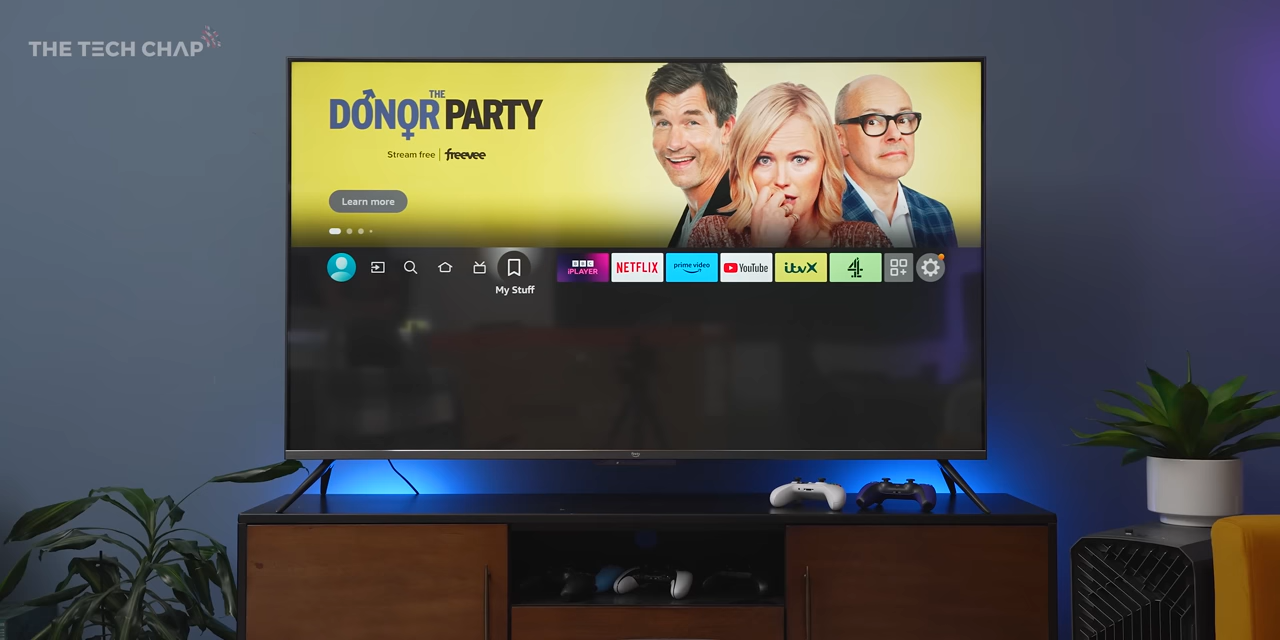 THE TECH CHAP
THE
DONOR PARTY
Stream free | freevee
Learn more
BBC
iPLAYER
NETFLIX
prime video
YouTube
itvX
4
My Stuff